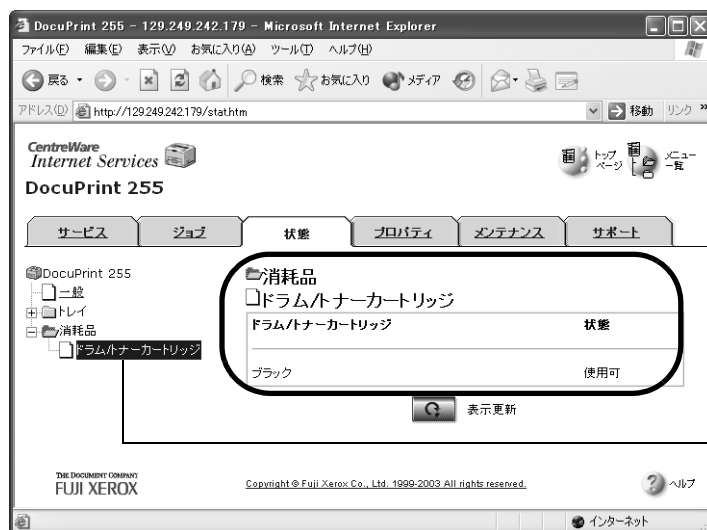 DocuPrint 255 - 129.249.242.179 - Microsoft Internet Explorer
ファイル(F) 編集(E) 表示(V) お気に入り(A) ツール(T) ヘルプ(H)
戻る 検索 お気に入り メディア
アドレス(D) http://129.249.242.179/stat.htm 移動 リンク »
CentreWare
Internet Services
DocuPrint 255
トップページ メニュー一覧
サービス ジョブ 状態 プロパティ メンテナンス サポート
DocuPrint 255
一般
トレイ
消耗品
ドラム/トナーカートリッジ
消耗品
ドラム/トナーカートリッジ
ドラム/トナーカートリッジ 状態
ブラック 使用可
表示更新
THE DOCUMENT COMPANY
FUJI XEROX
Copyright © Fuji Xerox Co., Ltd. 1999-2003 All rights reserved.
ヘルプ
インターネット